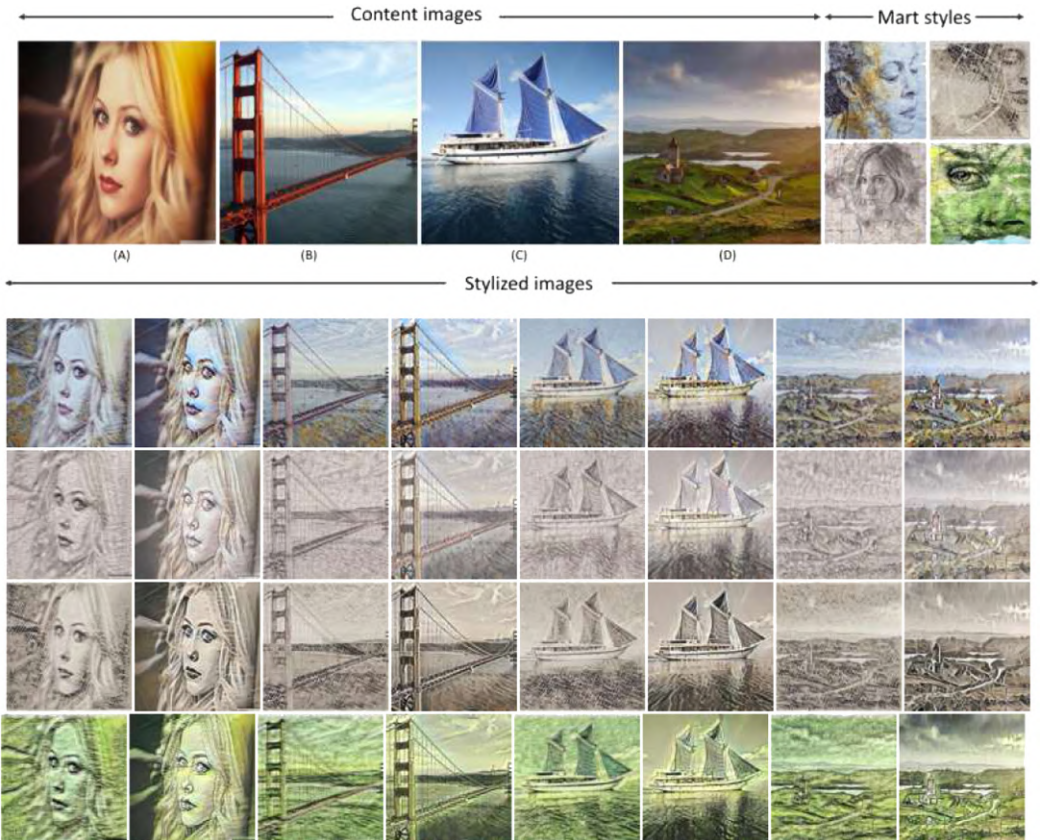 Content images
Mart styles
(A)
(B)
(C)
(D)
Stylized images